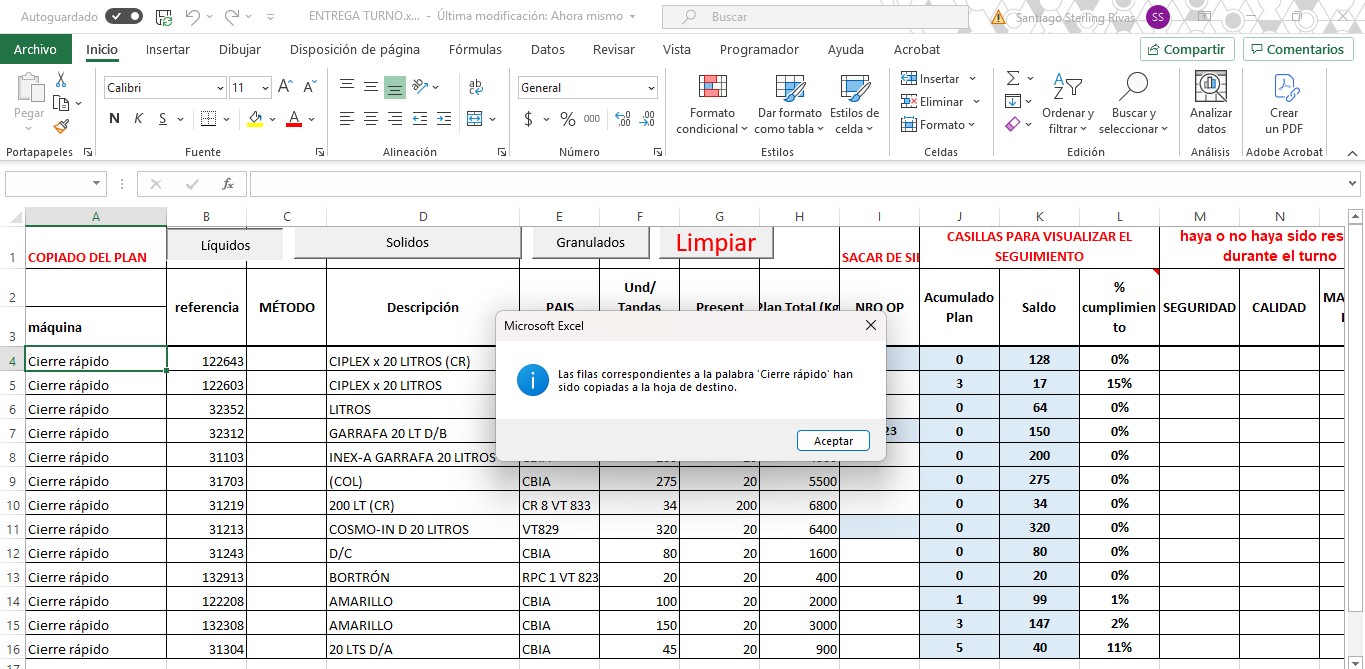 Autoguardado
ENTREGA TURNO.x... - Última modificación: Ahora mismo
Buscar
Santiago Sterling Rivas
SS
Archivo Inicio Insertar Dibujar Disposición de página Fórmulas Datos Revisar Vista Programador Ayuda Acrobat
Compartir
Comentarios
Pegar
Calibri 11
General
Formato condicional
Dar formato como tabla
Estilos de celda
Insertar
Eliminar
Formato
Ordenar y filtrar
Buscar y seleccionar
Analizar datos
Crear un PDF
N K S
$ % 000
Portapapeles Fuente Alineación Número Estilos Celdas Edición Análisis Adobe Acrobat
fx
A B C D E F G H I J K L M N
1 COPIADO DEL PLAN
Líquidos
Solidos
Granulados
Limpiar
SACAR DE SI
CASILLAS PARA VISUALIZAR EL
SEGUIMIENTO
haya o no haya sido res
durante el turno
2
3
máquina
referencia
MÉTODO
Descripción
PAIS
Und/
Tandas
Present
Plan Total (Kg
NRO OP
Acumulado
Plan
Saldo
%
cumplimien
to
SEGURIDAD
CALIDAD
MA
4 Cierre rápido 122643 CIPLEX x 20 LITROS (CR) 0 128 0%
5 Cierre rápido 122603 CIPLEX x 20 LITROS 3 17 15%
6 Cierre rápido 32352 LITROS 0 64 0%
7 Cierre rápido 32312 GARRAFA 20 LT D/B 23 0 150 0%
8 Cierre rápido 31103 INEX-A GARRAFA 20 LITROS 0 200 0%
9 Cierre rápido 31703 (COL) CBIA 275 20 5500 0 275 0%
10 Cierre rápido 31219 200 LT (CR) CR 8 VT 833 34 200 6800 0 34 0%
11 Cierre rápido 31213 COSMO-IN D 20 LITROS VT829 320 20 6400 0 320 0%
12 Cierre rápido 31243 D/C CBIA 80 20 1600 0 80 0%
13 Cierre rápido 132913 BORTRÓN RPC 1 VT 823 20 20 400 0 20 0%
14 Cierre rápido 122208 AMARILLO CBIA 100 20 2000 1 99 1%
15 Cierre rápido 132308 AMARILLO CBIA 150 20 3000 3 147 2%
16 Cierre rápido 31304 20 LTS D/A CBIA 45 20 900 5 40 11%
Microsoft Excel
Las filas correspondientes a la palabra 'Cierre rápido' han
sido copiadas a la hoja de destino.
Aceptar